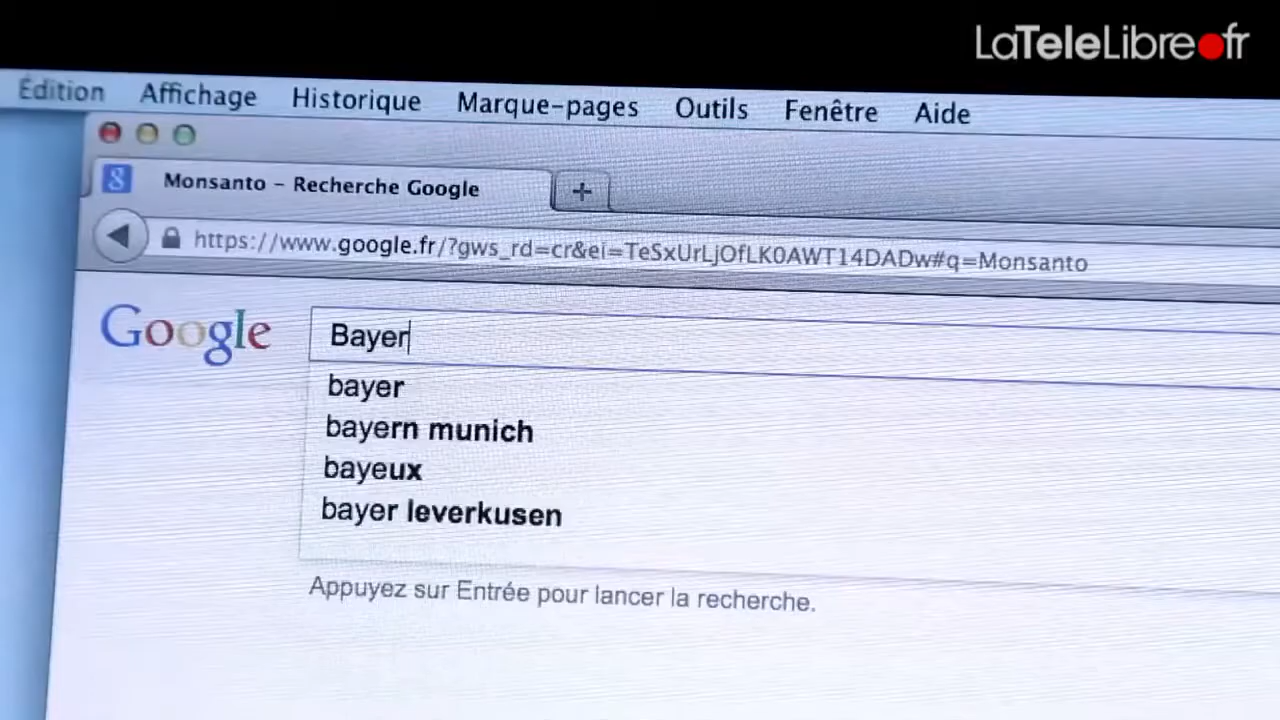 LaTeleLibre.fr
Édition Affichage Historique Marque-pages Outils Fenêtre Aide
Monsanto - Recherche Google
https://www.google.fr/?gws_rd=cr&ei=TeSxUrLjOfLK0AWT14DADw#q=Monsanto
Google Bayer
bayer
bayern munich
bayeux
bayer leverkusen
Appuyez sur Entrée pour lancer la recherche.